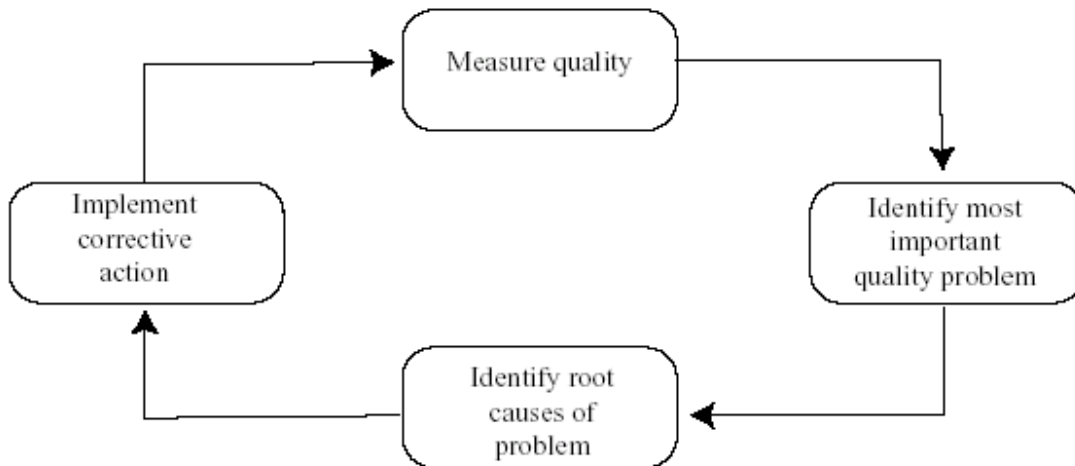 Measure quality
Identify most
important
quality problem
Identify root
causes of
problem
Implement
corrective
action